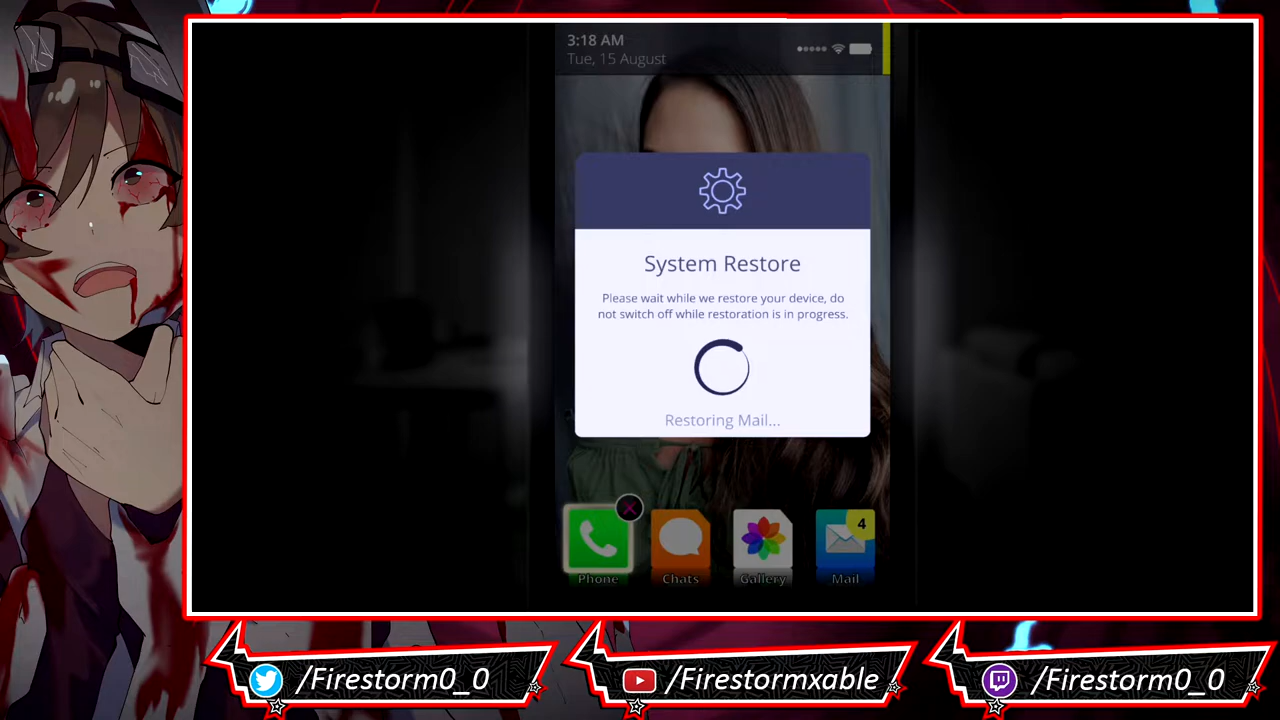 3:18 AM
Tue, 15 August
System Restore
Please wait while we restore your device, do
not switch off while restoration is in progress.
Restoring Mail...
4
Phone
Chats
Gallery
Mail
/Firestorm0_0
/Firestormxable
/Firestorm0_0